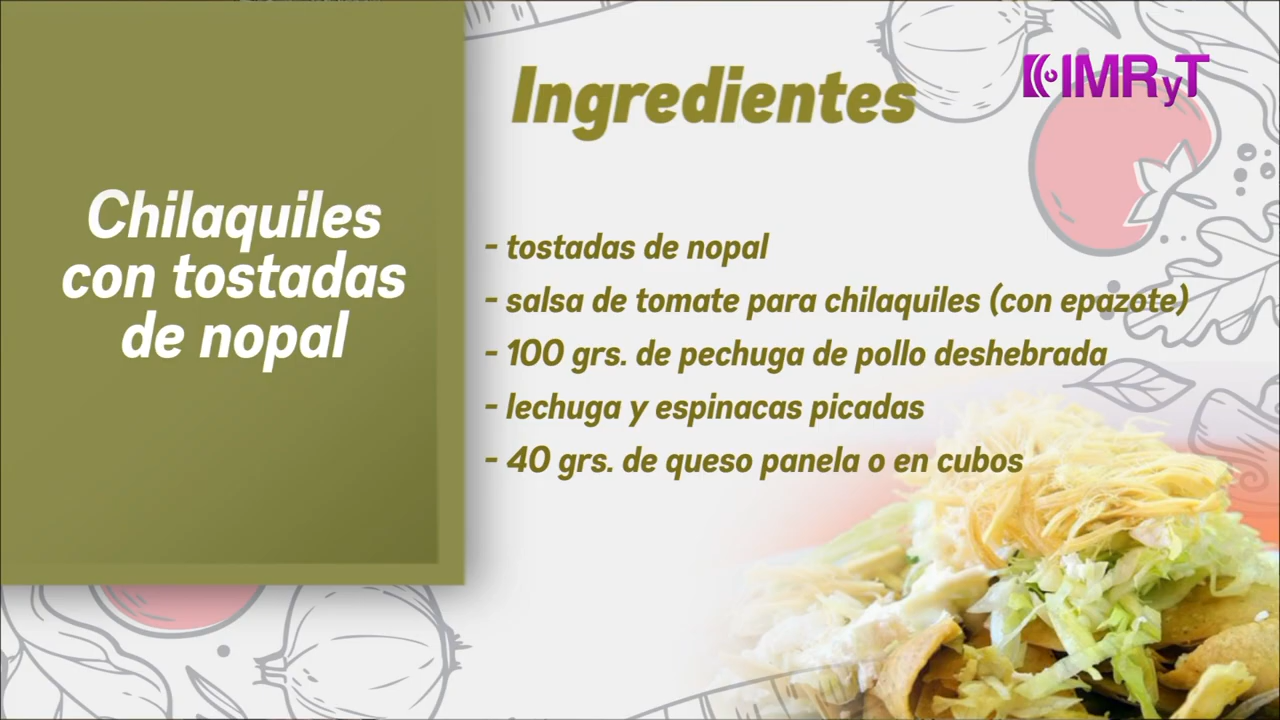 Chilaquiles
con tostadas
de nopal
Ingredientes
IMRyT
- tostadas de nopal
- salsa de tomate para chilaquiles (con epazote)
- 100 grs. de pechuga de pollo deshebrada
- lechuga y espinacas picadas
- 40 grs. de queso panela o en cubos